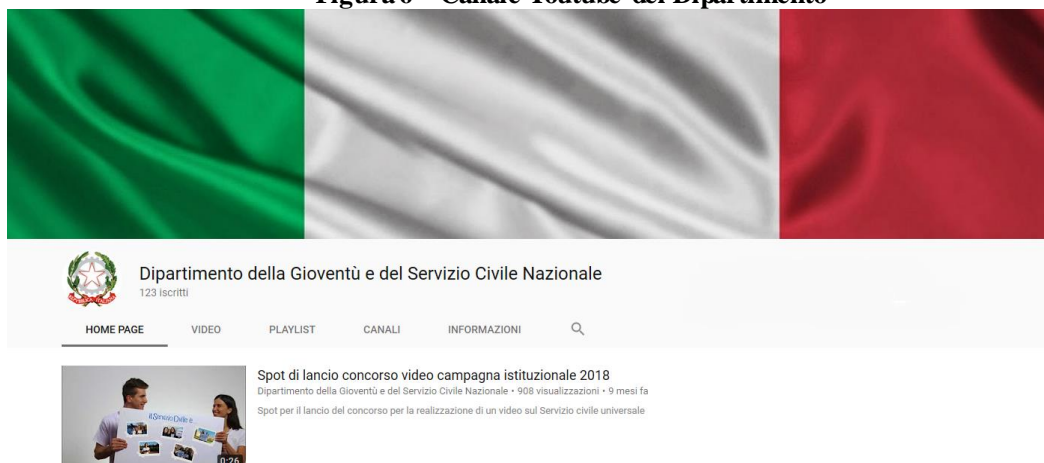 Figura 6 – Canale Youtube del Dipartimento
Dipartimento della Gioventù e del Servizio Civile Nazionale
123 iscritti
HOME PAGE VIDEO PLAYLIST CANALI INFORMAZIONI
Spot di lancio concorso video campagna istituzionale 2018
Dipartimento della Gioventù e del Servizio Civile Nazionale • 908 visualizzazioni • 9 mesi fa
Spot per il lancio del concorso per la realizzazione di un video sul Servizio civile universale
il Servizio Civile è
0:26